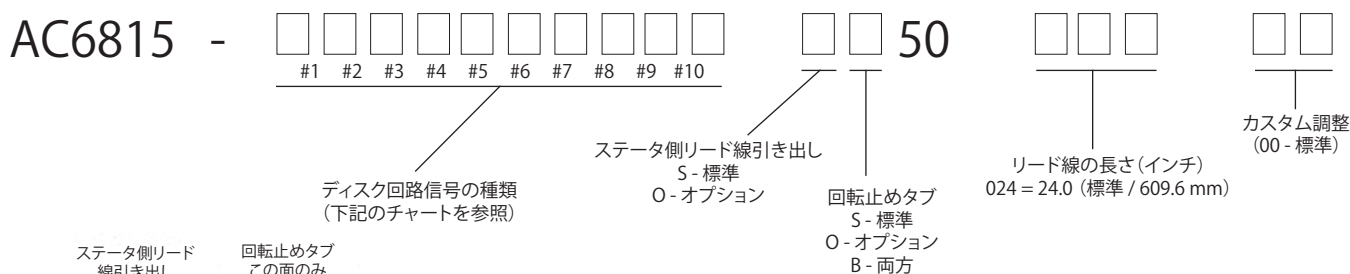 AC6815 - □□□□□□□□□□ □□50 □□□ □□
#1 #2 #3 #4 #5 #6 #7 #8 #9 #10
ディスク回路信号の種類
（下記のチャートを参照）
ステータ側リード線引き出し
S - 標準
O - オプション
回転止めタブ
S - 標準
O - オプション
B - 両方
リード線の長さ（インチ）
024 = 24.0（標準 / 609.6 mm）
カスタム調整
（00 - 標準）
ステータ側リード
線引き出し
回転止めタブ
この面のみ